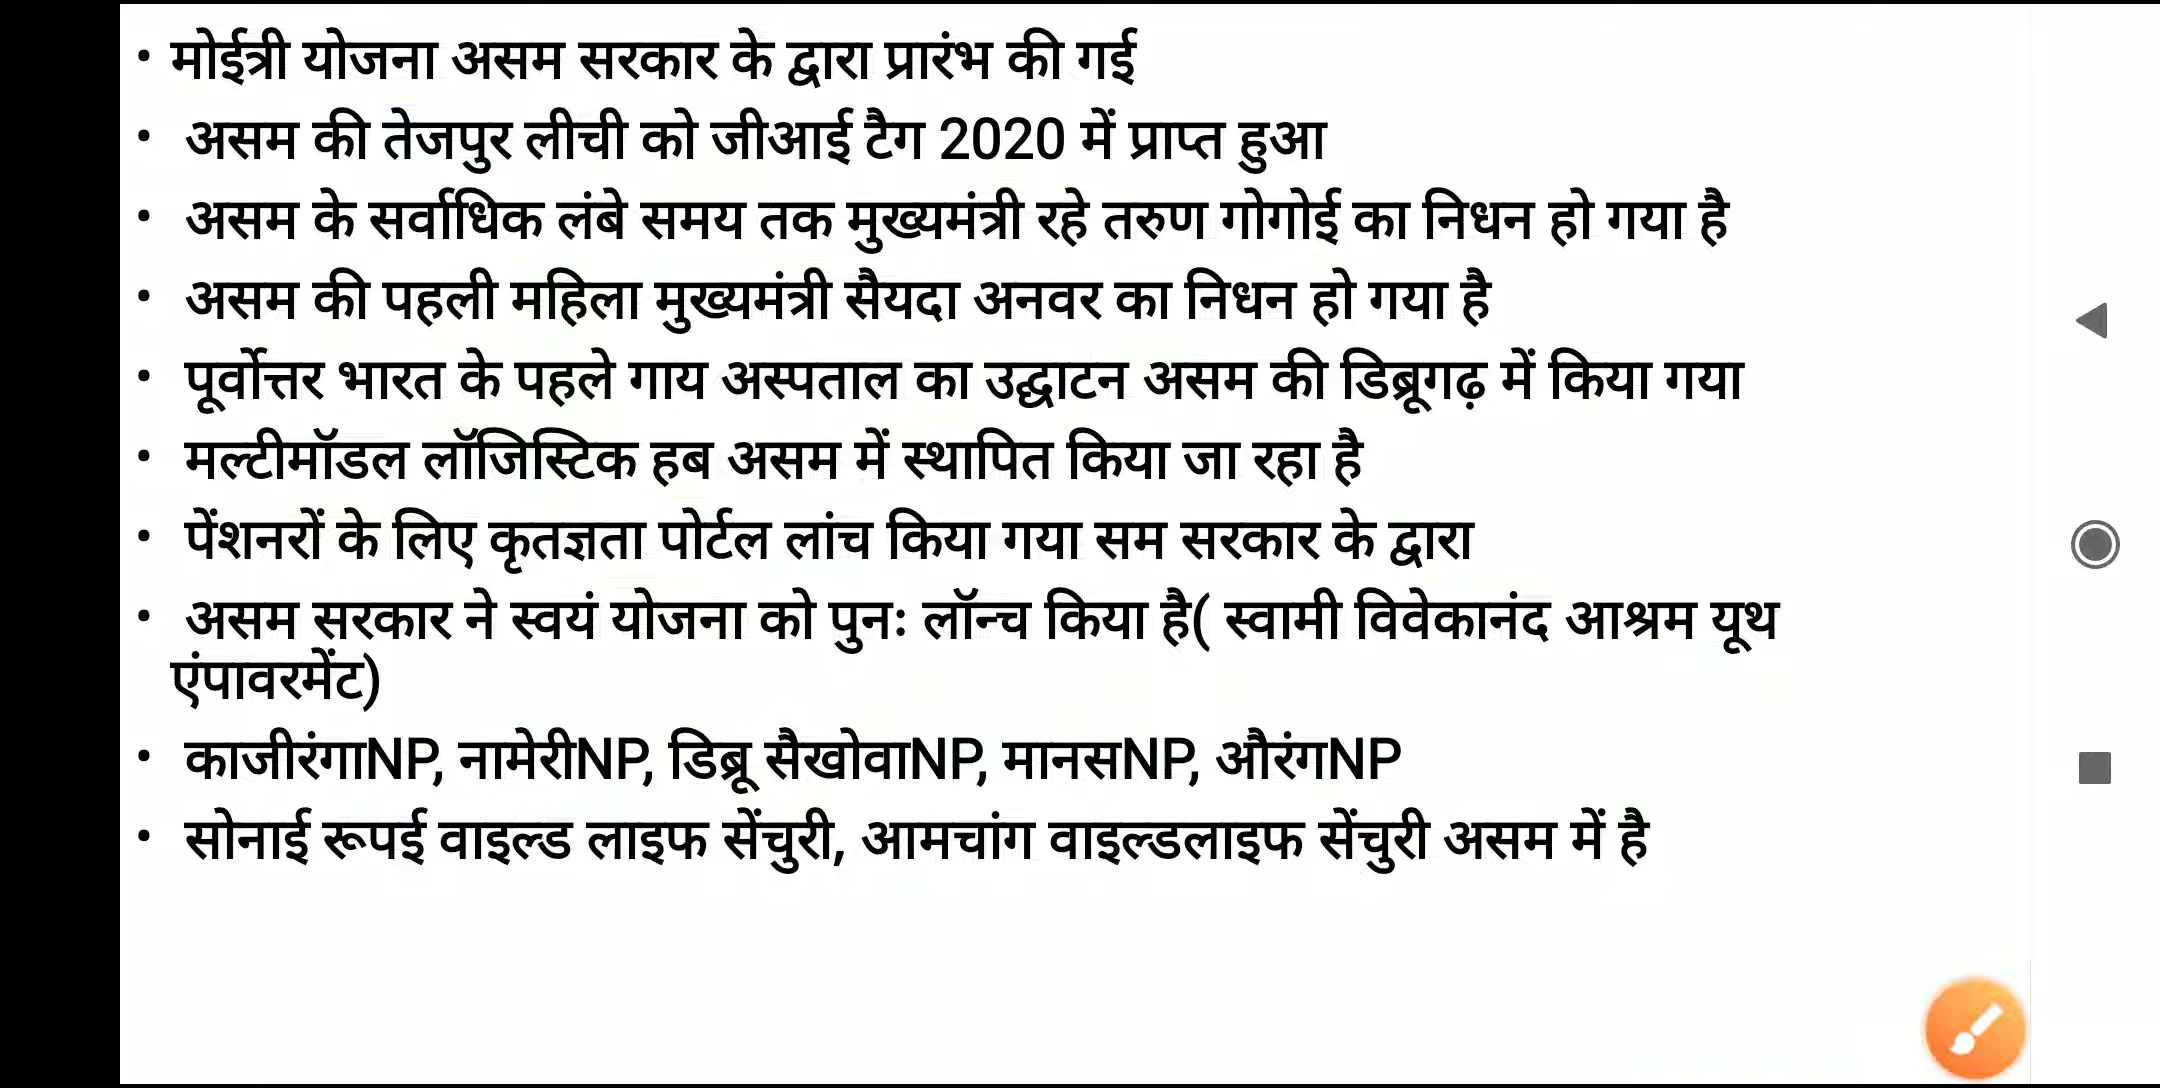 • मोईत्री योजना असम सरकार के द्वारा प्रारंभ की गई
• असम की तेजपुर लीची को जीआई टैग 2020 में प्राप्त हुआ
• असम के सर्वाधिक लंबे समय तक मुख्यमंत्री रहे तरुण गोगोई का निधन हो गया है
• असम की पहली महिला मुख्यमंत्री सैयदा अनवर का निधन हो गया है
• पूर्वोत्तर भारत के पहले गाय अस्पताल का उद्घाटन असम की डिब्रूगढ़ में किया गया
• मल्टीमॉडल लॉजिस्टिक हब असम में स्थापित किया जा रहा है
• पेंशनरों के लिए कृतज्ञता पोर्टल लांच किया गया सम सरकार के द्वारा
• असम सरकार ने स्वयं योजना को पुनः लॉन्च किया है( स्वामी विवेकानंद आश्रम यूथ
एंपावरमेंट)
• काजीरंगाNP, नामेरीNP, डिब्रू सैखोवाNP, मानसNP, औरंगNP
• सोनाई रूपई वाइल्ड लाइफ सेंचुरी, आमचांग वाइल्डलाइफ सेंचुरी असम में है